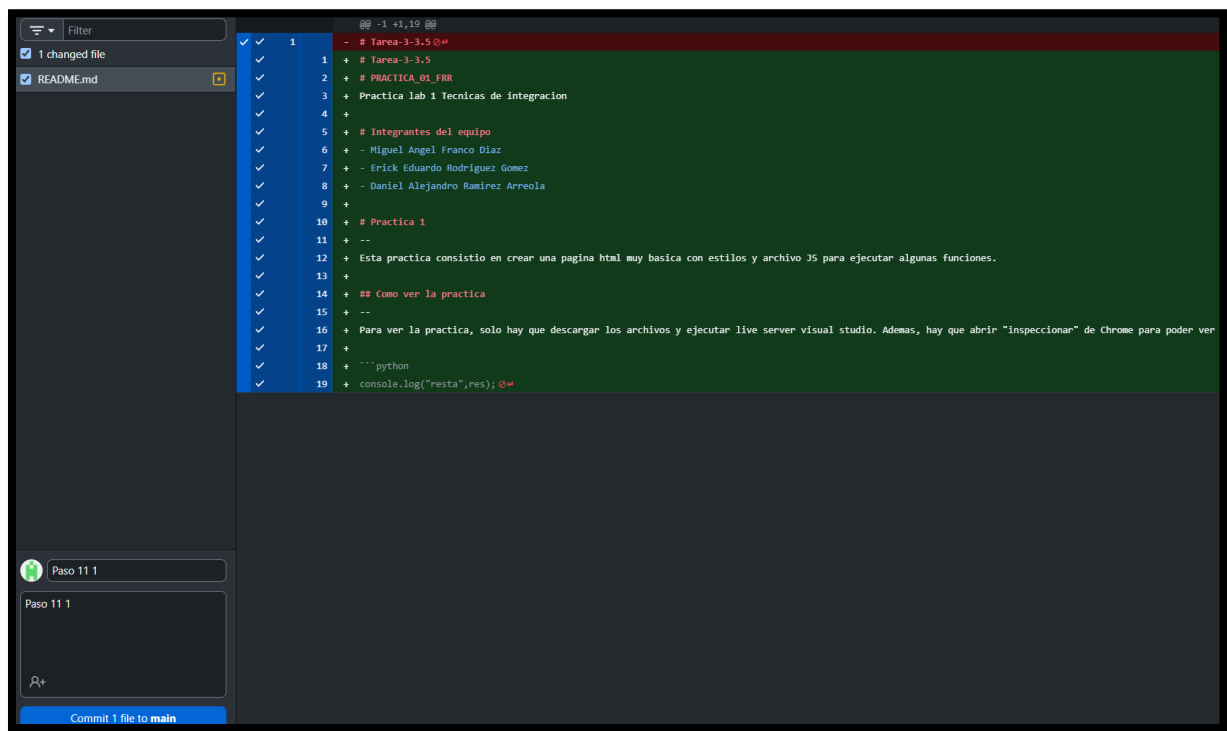 Filter
1 changed file
README.md
@@ -1 +1,19 @@
1 - # Tarea-3-3.5
1 + # Tarea-3-3.5
2 + # PRACTICA_01_FRR
3 + Practica lab 1 Tecnicas de integracion
4 +
5 + # Integrantes del equipo
6 + - Miguel Angel Franco Diaz
7 + - Erick Eduardo Rodriguez Gomez
8 + - Daniel Alejandro Ramirez Arreola
9 +
10 + # Practica 1
11 + --
12 + Esta practica consistio en crear una pagina html muy basica con estilos y archivo JS para ejecutar algunas funciones.
13 +
14 + ## Como ver la practica
15 + --
16 + Para ver la practica, solo hay que descargar los archivos y ejecutar live server visual studio. Ademas, hay que abrir "inspeccionar" de Chrome para poder ver
17 +
18 + ```python
19 + console.log("resta",res);
Paso 11 1
Paso 11 1
Commit 1 file to main